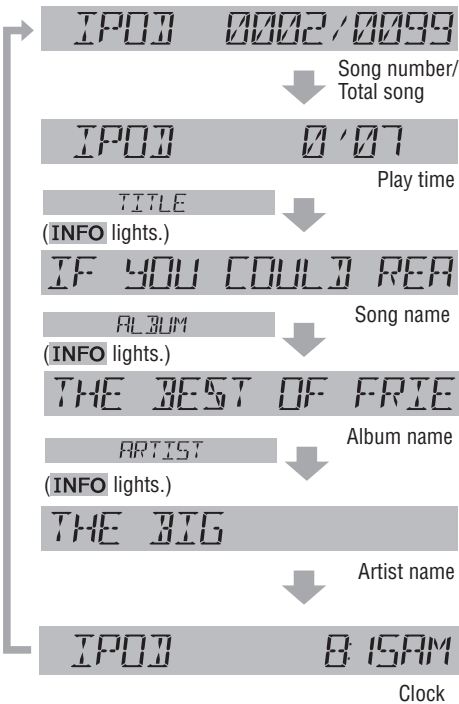 IPOD 0002/0099
Song number/
Total song
IPOD 0'07
Play time
TITLE
(INFO lights.)
IF YOU COULD REA
Song name
ALBUM
(INFO lights.)
THE BEST OF FRIE
Album name
ARTIST
(INFO lights.)
THE BIG
Artist name
IPOD 8:15AM
Clock